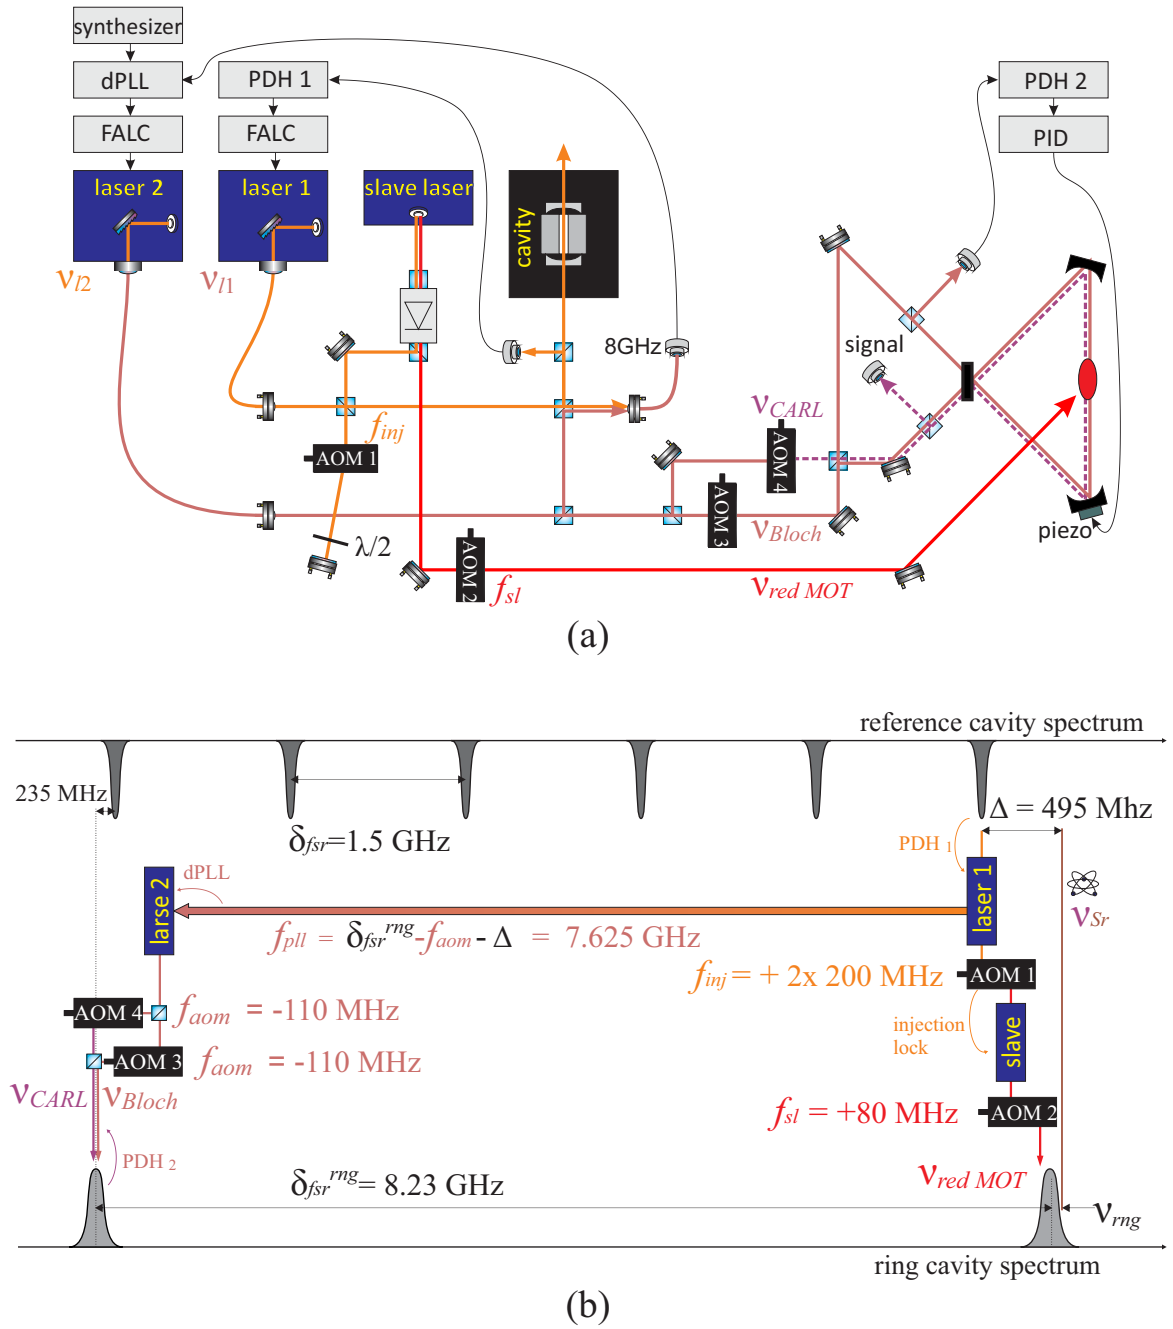 synthesizer
dPLL
PDH 1
PDH 2
FALC
FALC
PID
laser 2
laser 1
slave laser
cavity
νl2
νl1
8GHz
signal
νCARL
finj
AOM 1
AOM 4
AOM 3
νBloch
piezo
λ/2
AOM 2
fsl
νred MOT
(a)
reference cavity spectrum
235 MHz
Δ = 495 Mhz
δfsr=1.5 GHz
PDH 1
dPLL
larse 2
laser 1
νSr
fpll = δfsr^rng-faom- Δ = 7.625 GHz
finj= + 2x 200 MHz
AOM 1
AOM 4
faom = -110 MHz
injection
lock
slave
AOM 3
faom = -110 MHz
νCARL
νBloch
fsl = +80 MHz
AOM 2
PDH 2
νred MOT
δfsr^rng= 8.23 GHz
νrng
ring cavity spectrum
(b)